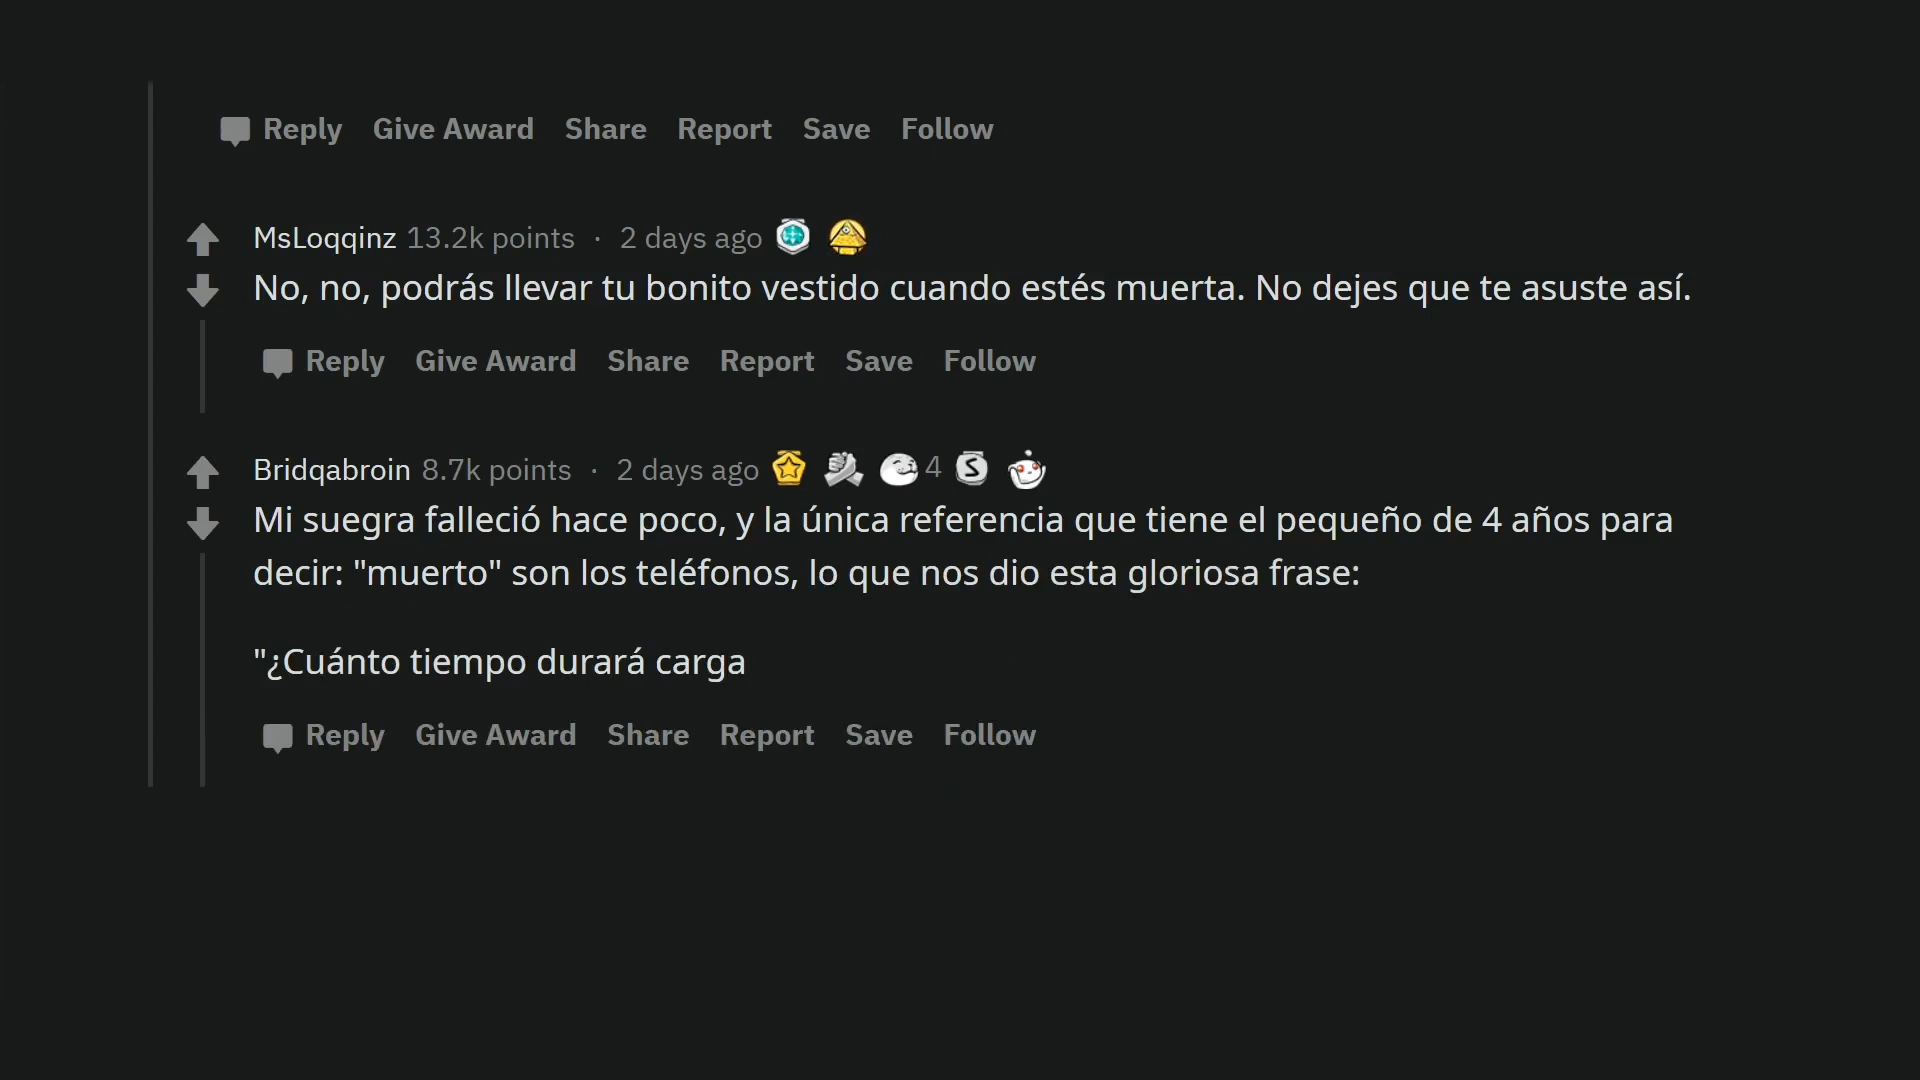 Reply Give Award Share Report Save Follow
MsLoqqinz 13.2k points · 2 days ago
No, no, podrás llevar tu bonito vestido cuando estés muerta. No dejes que te asuste así.
Reply Give Award Share Report Save Follow
Bridqabroin 8.7k points · 2 days ago 4 S
Mi suegra falleció hace poco, y la única referencia que tiene el pequeño de 4 años para
decir: "muerto" son los teléfonos, lo que nos dio esta gloriosa frase:
"¿Cuánto tiempo durará carga
Reply Give Award Share Report Save Follow